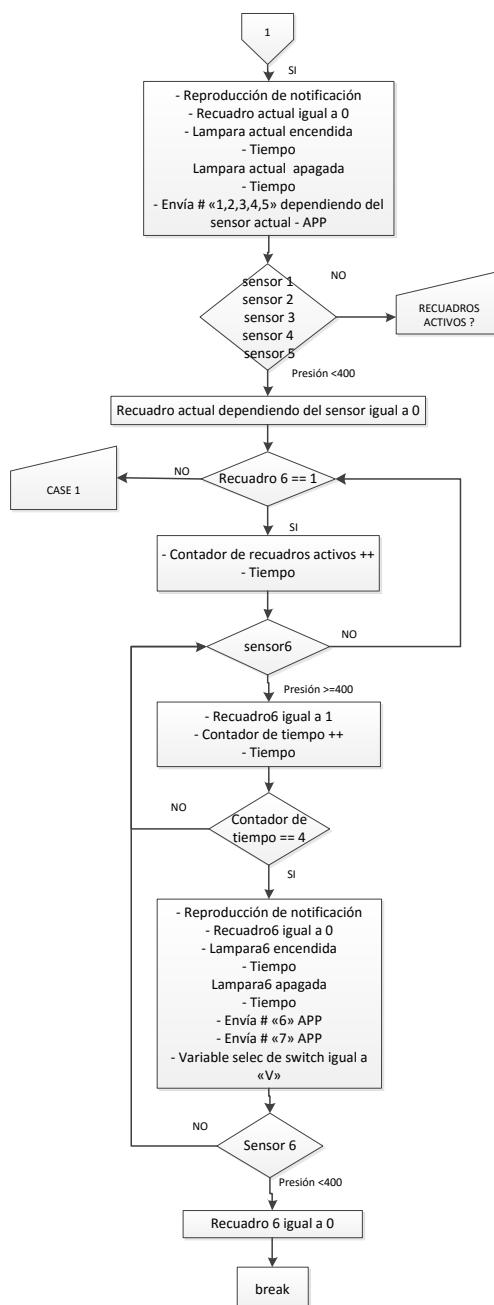 1
SI
- Reproducción de notificación
- Recuadro actual igual a 0
- Lampara actual encendida
- Tiempo
Lampara actual apagada
- Tiempo
- Envía # «1,2,3,4,5» dependiendo del
sensor actual - APP
sensor 1
sensor 2
sensor 3
sensor 4
sensor 5
NO
RECUADROS
ACTIVOS ?
Presión <400
Recuadro actual dependiendo del sensor igual a 0
Recuadro 6 == 1
NO
CASE 1
SI
- Contador de recuadros activos ++
- Tiempo
sensor6
NO
Presión >=400
- Recuadro6 igual a 1
- Contador de tiempo ++
- Tiempo
NO
Contador de
tiempo == 4
SI
- Reproducción de notificación
- Recuadro6 igual a 0
- Lampara6 encendida
- Tiempo
Lampara6 apagada
- Tiempo
- Envía # «6» APP
- Envía # «7» APP
- Variable selec de switch igual a
«V»
NO
Sensor 6
Presión <400
Recuadro 6 igual a 0
break